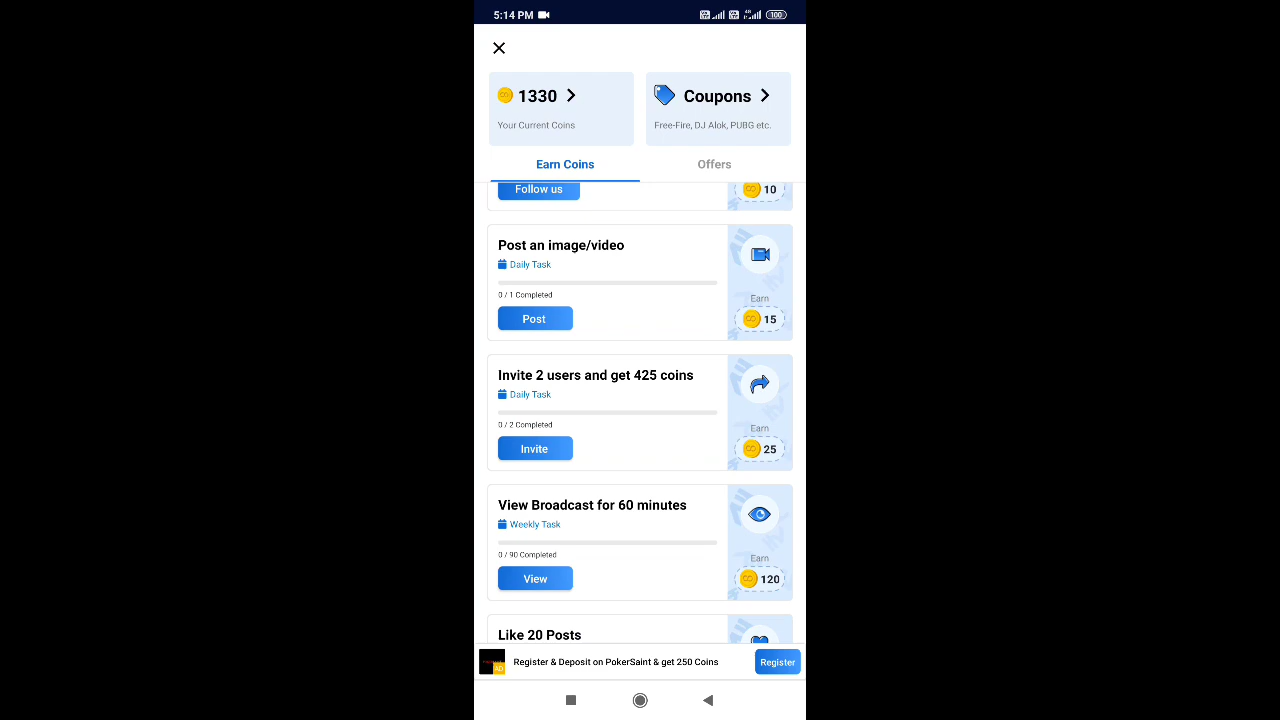 5:14 PM
100
1330
Your Current Coins
Coupons
Free-Fire, DJ Alok, PUBG etc.
Earn Coins
Offers
Follow us
10
Post an image/video
Daily Task
0 / 1 Completed
Post
Earn
15
Invite 2 users and get 425 coins
Daily Task
0 / 2 Completed
Invite
Earn
25
View Broadcast for 60 minutes
Weekly Task
0 / 90 Completed
View
Earn
120
Like 20 Posts
AD
Register & Deposit on PokerSaint & get 250 Coins
Register